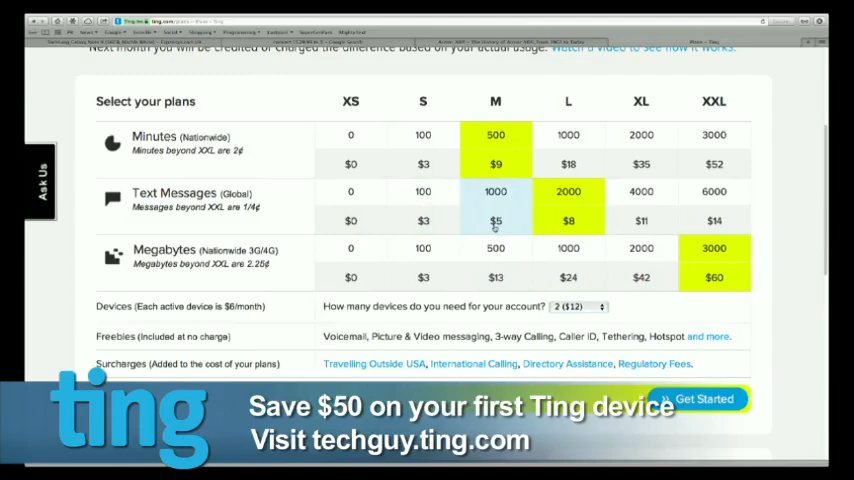 Next month you will be credited or charged the difference based on your actual usage. Watch a video to see how it works.
Select your plans XS S M L XL XXL
Minutes (Nationwide) 0 100 500 1000 2000 3000
Minutes beyond XXL are 2¢ $0 $3 $9 $18 $35 $52
Text Messages (Global) 0 100 1000 2000 4000 6000
Messages beyond XXL are 1/4¢ $0 $3 $5 $8 $11 $14
Megabytes (Nationwide 3G/4G) 0 100 500 1000 2000 3000
Megabytes beyond XXL are 2.25¢ $0 $3 $13 $24 $42 $60
Devices (Each active device is $6/month) How many devices do you need for your account? 2 ($12)
Freebies (Included at no charge) Voicemail, Picture & Video messaging, 3-way Calling, Caller ID, Tethering, Hotspot and more.
Surcharges (Added to the cost of your plans) Travelling Outside USA, International Calling, Directory Assistance, Regulatory Fees.
Ask Us
» Get Started
ting
Save $50 on your first Ting device
Visit techguy.ting.com